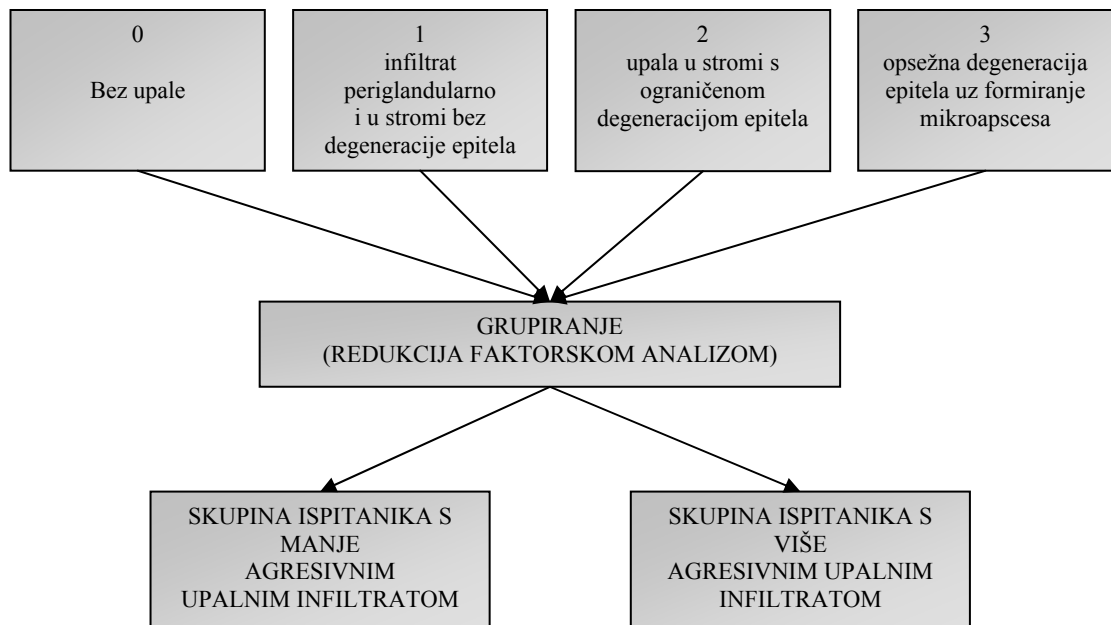 0
Bez upale
1
infiltrat
periglandularno
i u stromi bez
degeneracije epitela
2
upala u stromi s
ograničenom
degeneracijom epitela
3
opsežna degeneracija
epitela uz formiranje
mikroapscesa
GRUPIRANJE
(REDUKCIJA FAKTORSKOM ANALIZOM)
SKUPINA ISPITANIKA S
MANJE
AGRESIVNIM
UPALNIM INFILTRATOM
SKUPINA ISPITANIKA S
VIŠE
AGRESIVNIM UPALNIM
INFILTRATOM